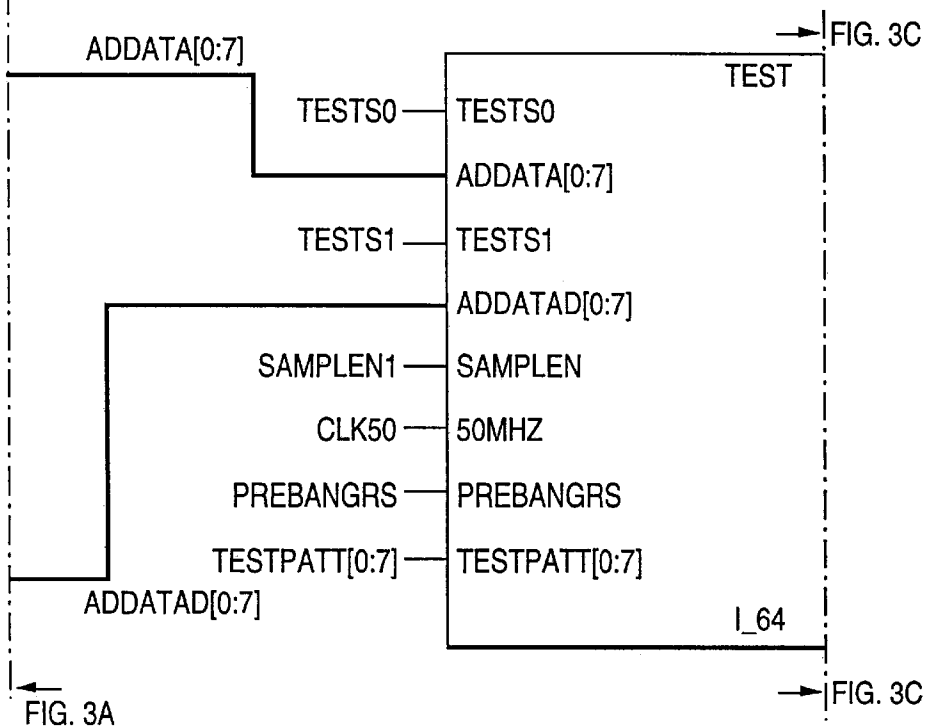 FIG. 3C
ADDATA[0:7]
TEST
TESTS0 TESTS0
ADDATA[0:7]
TESTS1 TESTS1
ADDATAD[0:7]
SAMPLEN1 SAMPLEN
CLK50 50MHZ
PREBANGRS PREBANGRS
TESTPATT[0:7] TESTPATT[0:7]
ADDATAD[0:7]
I_64
FIG. 3C
FIG. 3A